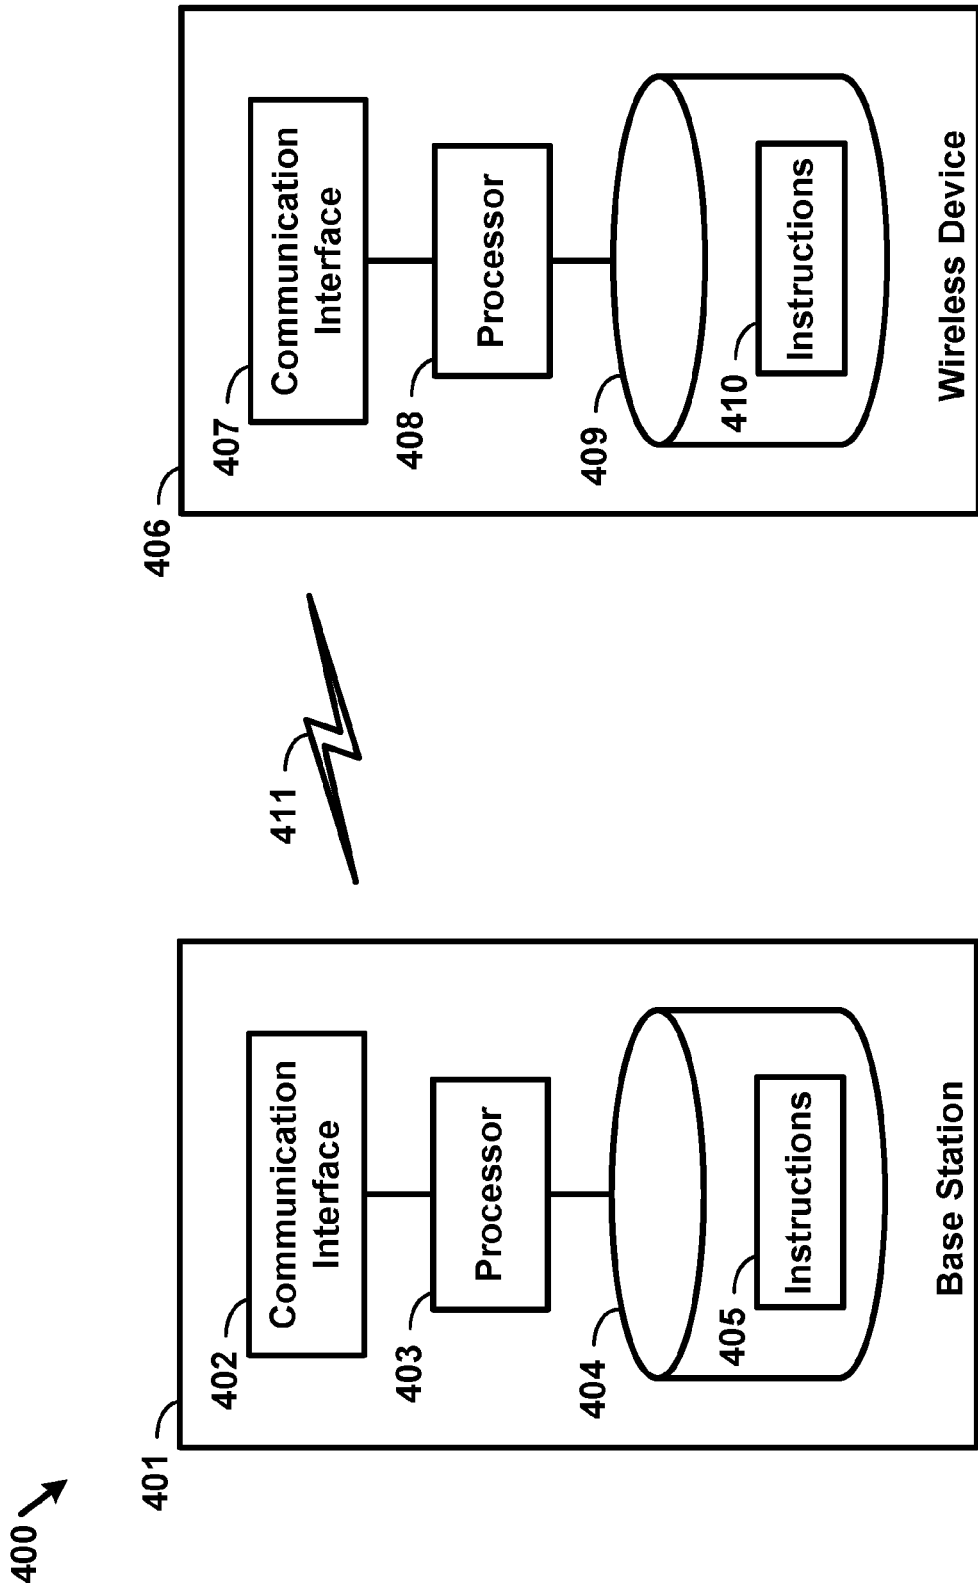 400
401
402
Communication
Interface
403
Processor
404
405
Instructions
Base Station
411
406
407
Communication
Interface
408
Processor
409
410
Instructions
Wireless Device